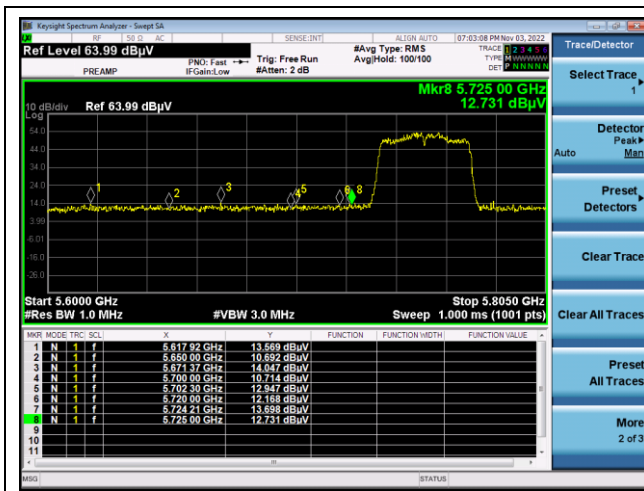 Keysight Spectrum Analyzer - Swept SA
RF 50 Ω AC SENSE:INT ALIGN AUTO 07:03:08 PM Nov 03, 2022
Ref Level 63.99 dBµV
PREAMP
PNO: Fast
IFGain:Low
Trig: Free Run
#Atten: 2 dB
#Avg Type: RMS
Avg|Hold: 100/100
TRACE 1 2 3 4 5 6
TYPE M W W W W W
DET P N N N N N
Mkr8 5.725 00 GHz
12.731 dBµV
10 dB/div Ref 63.99 dBµV
Log
54.0
44.0
34.0
24.0
14.0
3.99
-6.01
-16.0
-26.0
1 2 3 4 5 6 8
Start 5.6000 GHz Stop 5.8050 GHz
#Res BW 1.0 MHz #VBW 3.0 MHz Sweep 1.000 ms (1001 pts)
MKR MODE TRC SCL X Y FUNCTION FUNCTION WIDTH FUNCTION VALUE
1 N 1 f 5.617 92 GHz 13.569 dBµV
2 N 1 f 5.650 00 GHz 10.692 dBµV
3 N 1 f 5.671 37 GHz 14.047 dBµV
4 N 1 f 5.700 00 GHz 10.714 dBµV
5 N 1 f 5.702 30 GHz 12.947 dBµV
6 N 1 f 5.720 00 GHz 12.168 dBµV
7 N 1 f 5.724 21 GHz 13.698 dBµV
8 N 1 f 5.725 00 GHz 12.731 dBµV
9
10
11
MSG STATUS
Trace/Detector
Select Trace
1
Detector
Peak
Auto Man
Preset
Detectors
Clear Trace
Clear All Traces
Preset
All Traces
More
2 of 3